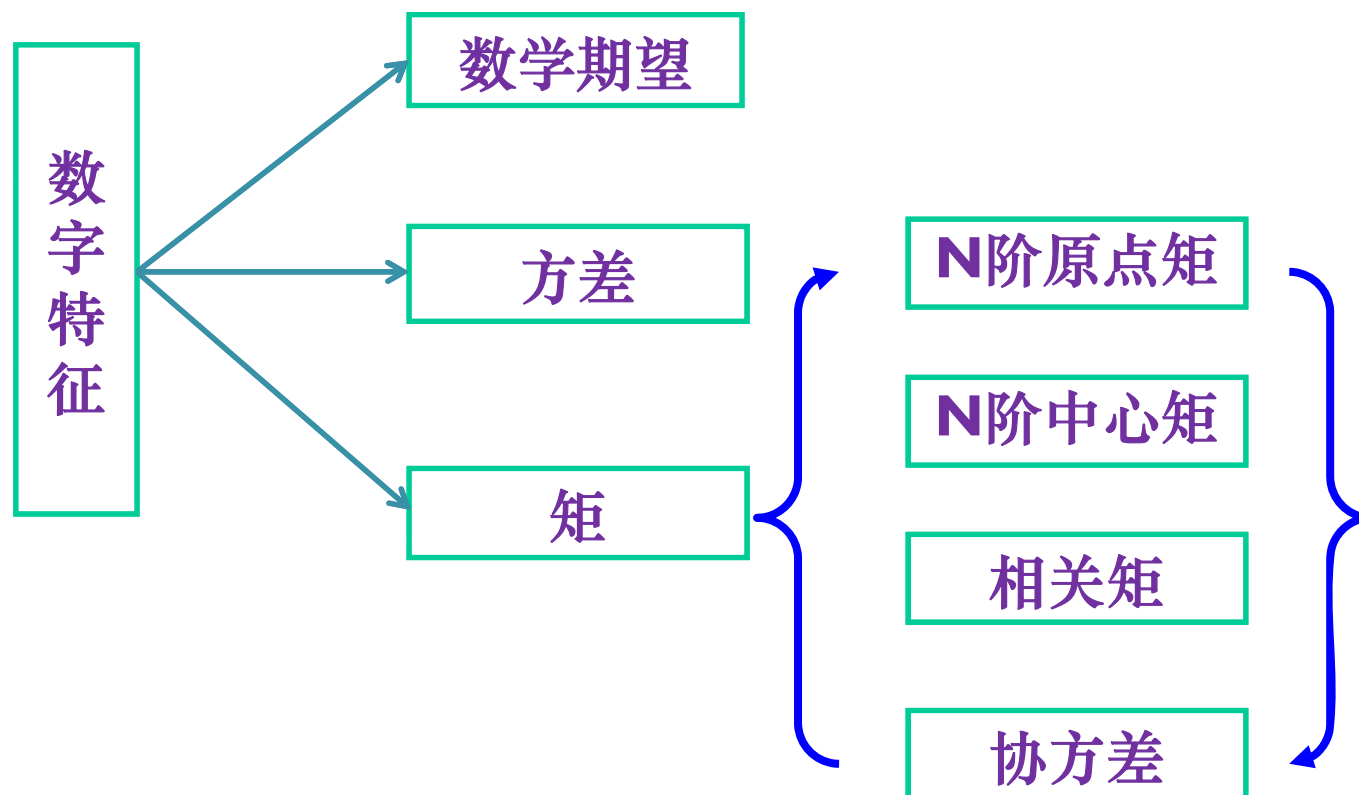 数字特征
数学期望
方差
矩
N阶原点矩
N阶中心矩
相关矩
协方差